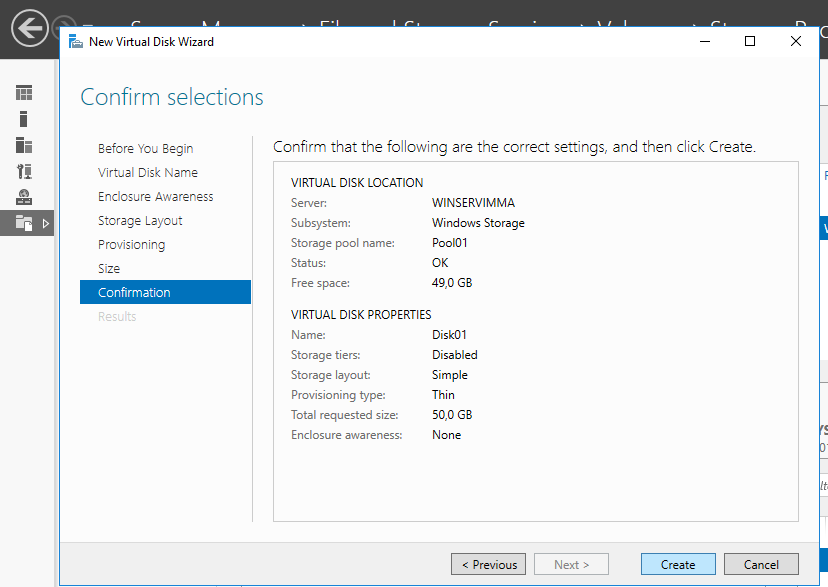 New Virtual Disk Wizard
Confirm selections
Before You Begin
Virtual Disk Name
Enclosure Awareness
Storage Layout
Provisioning
Size
Confirmation
Results
Confirm that the following are the correct settings, and then click Create.
VIRTUAL DISK LOCATION
Server: WINSERVIMMA
Subsystem: Windows Storage
Storage pool name: Pool01
Status: OK
Free space: 49,0 GB
VIRTUAL DISK PROPERTIES
Name: Disk01
Storage tiers: Disabled
Storage layout: Simple
Provisioning type: Thin
Total requested size: 50,0 GB
Enclosure awareness: None
< Previous Next > Create Cancel